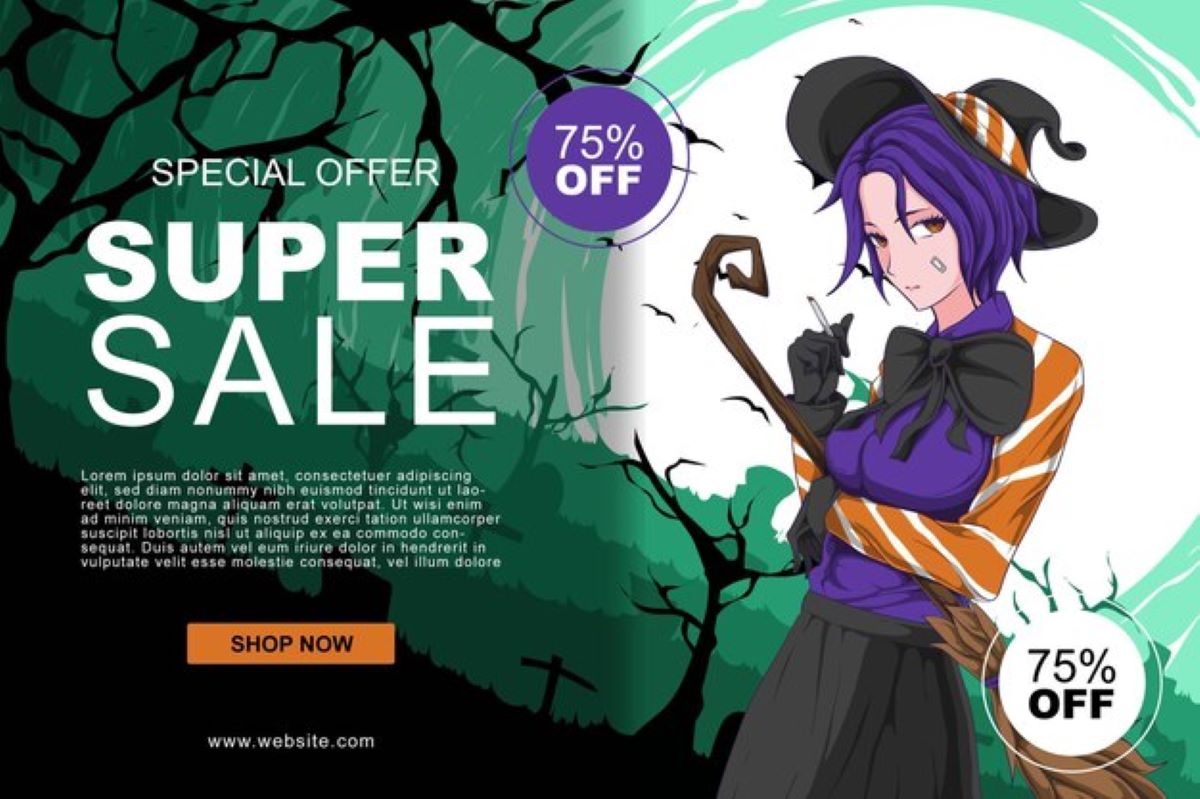 SPECIAL OFFER
SUPER
SALE
75%
OFF
Lorem ipsum dolor sit amet, consectetuer adipiscing
elit, sed diam nonummy nibh euismod tincidunt ut lao-
reet dolore magna aliquam erat volutpat. Ut wisi enim
ad minim veniam, quis nostrud exerci tation ullamcorper
suscipit lobortis nisl ut aliquip ex ea commodo con-
sequat. Duis autem vel eum iriure dolor in hendrerit in
vulputate velit esse molestie consequat, vel illum dolore
SHOP NOW
www.website.com
75%
OFF